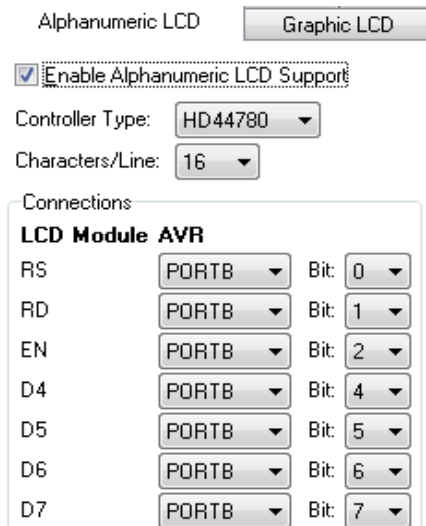 Alphanumeric LCD Graphic LCD
Enable Alphanumeric LCD Support
Controller Type: HD44780
Characters/Line: 16
Connections
LCD Module AVR
RS PORTB Bit: 0
RD PORTB Bit: 1
EN PORTB Bit: 2
D4 PORTB Bit: 4
D5 PORTB Bit: 5
D6 PORTB Bit: 6
D7 PORTB Bit: 7